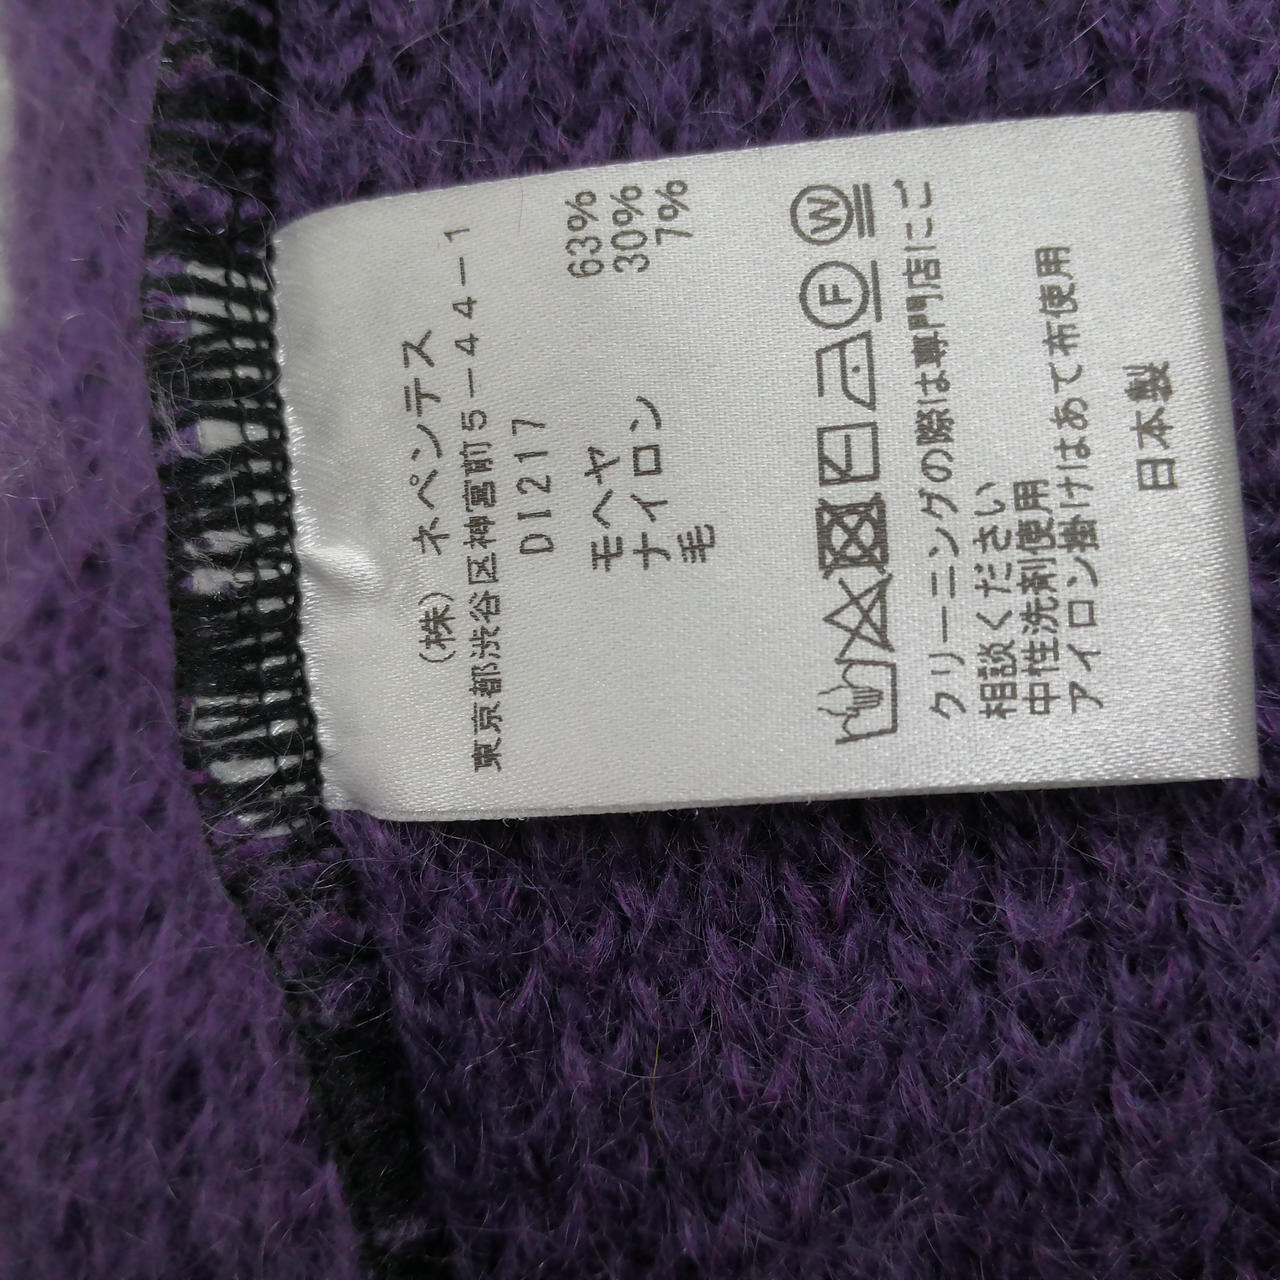 (株)ネペンテス
東京都渋谷区神宮前5-44-1
DI217
モヘヤ 63%
ナイロン 30%
毛 7%
F W
クリーニングの際は専門店にご
相談ください
中性洗剤使用
アイロン掛けはあて布使用
日本製